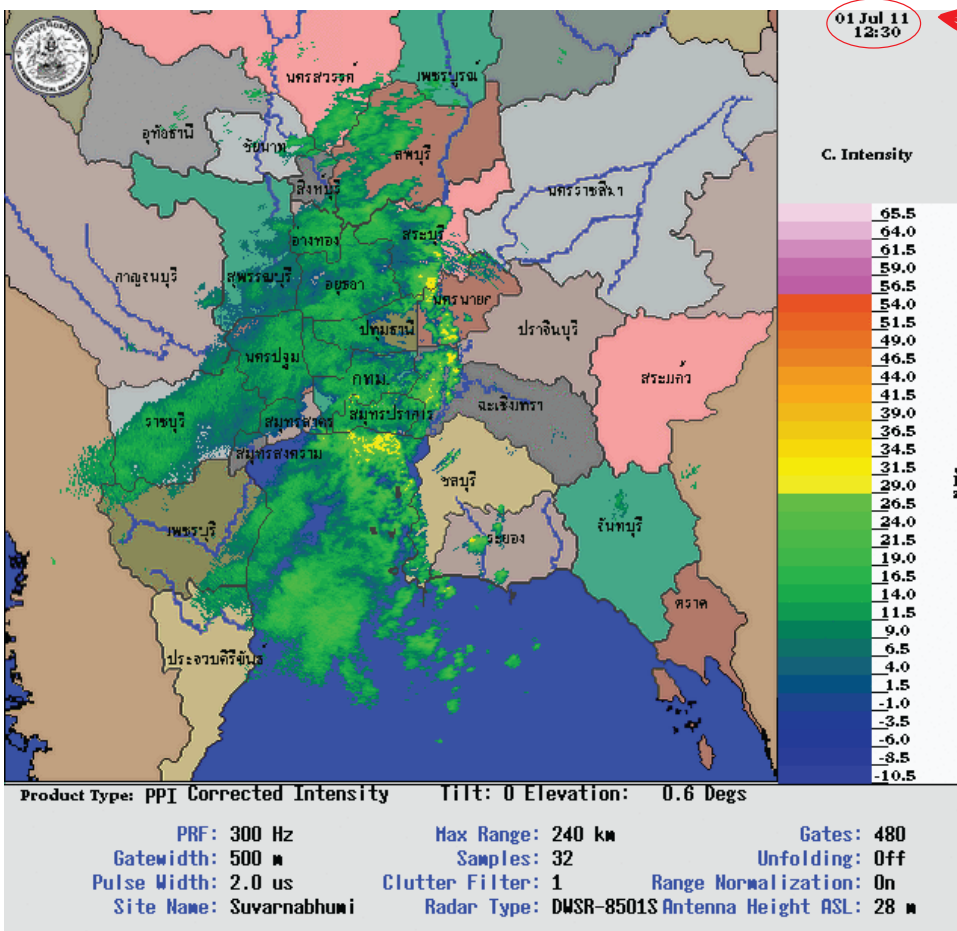 01 Jul 11
12:30
C. Intensity
65.5
64.0
61.5
59.0
56.5
54.0
51.5
49.0
46.5
44.0
41.5
39.0
36.5
34.5
31.5
29.0
26.5
24.0
21.5
19.0
16.5
14.0
11.5
9.0
6.5
4.0
1.5
-1.0
-3.5
-6.0
-8.5
-10.5
นครสวรรค์
เพชรบูรณ์
อุทัยธานี
ชัยนาท
ลพบุรี
สิงห์บุรี
นครราชสีมา
อ่างทอง
สระบุรี
กาญจนบุรี
สุพรรณบุรี
อยุธยา
นครนายก
ปทุมธานี
ปราจีนบุรี
นครปฐม
กทม.
สระแก้ว
ฉะเชิงเทรา
ราชบุรี
สมุทรสาคร
สมุทรปราการ
สมุทรสงคราม
ชลบุรี
เพชรบุรี
ระยอง
จันทบุรี
ตราด
ประจวบคีรีขันธ์
Product Type: PPI Corrected Intensity Tilt: 0 Elevation: 0.6 Degs
PRF: 300 Hz Max Range: 240 km Gates: 480
Gatewidth: 500 m Samples: 32 Unfolding: Off
Pulse Width: 2.0 us Clutter Filter: 1 Range Normalization: On
Site Name: Suvarnabhumi Radar Type: DWSR-8501S Antenna Height ASL: 28 m